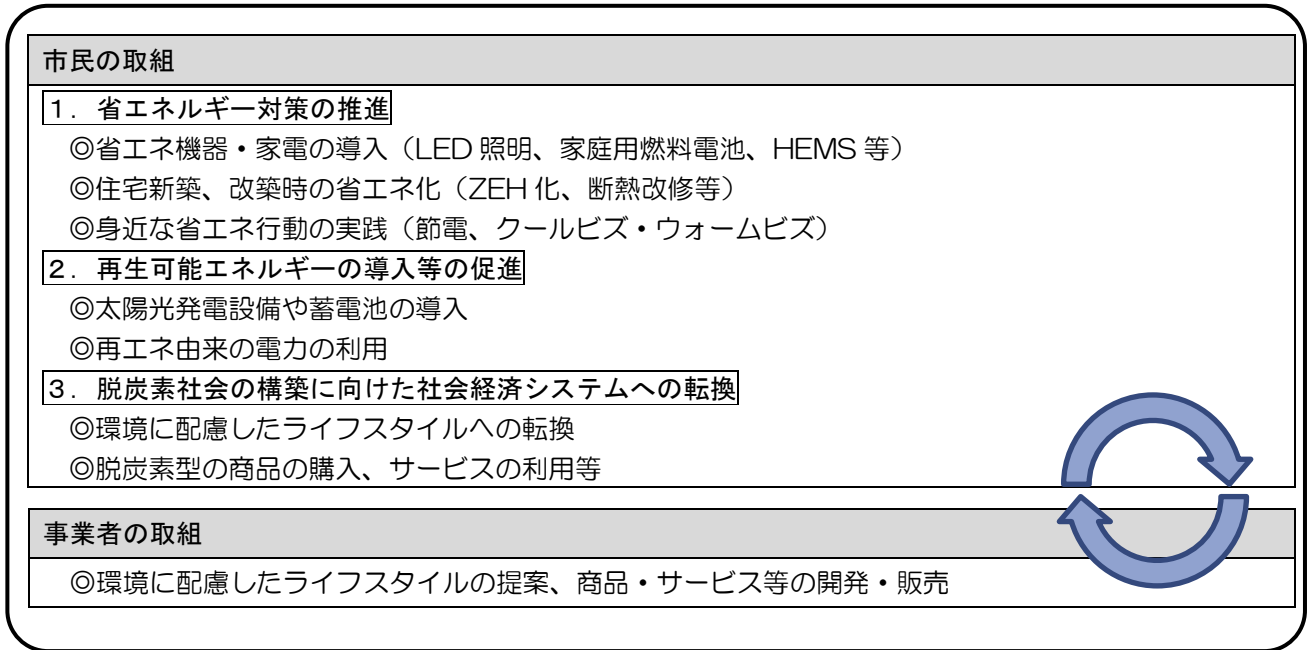 市民の取組
１．省エネルギー対策の推進
◎省エネ機器・家電の導入（LED 照明、家庭用燃料電池、HEMS 等）
◎住宅新築、改築時の省エネ化（ZEH 化、断熱改修等）
◎身近な省エネ行動の実践（節電、クールビズ・ウォームビズ）
２．再生可能エネルギーの導入等の促進
◎太陽光発電設備や蓄電池の導入
◎再エネ由来の電力の利用
３．脱炭素社会の構築に向けた社会経済システムへの転換
◎環境に配慮したライフスタイルへの転換
◎脱炭素型の商品の購入、サービスの利用等
事業者の取組
◎環境に配慮したライフスタイルの提案、商品・サービス等の開発・販売